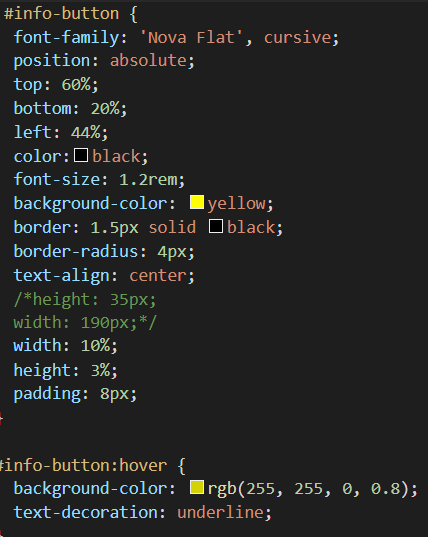 #info-button {
font-family: 'Nova Flat', cursive;
position: absolute;
top: 60%;
bottom: 20%;
left: 44%;
color:black;
font-size: 1.2rem;
background-color: yellow;
border: 1.5px solid black;
border-radius: 4px;
text-align: center;
/*height: 35px;
width: 190px;*/
width: 10%;
height: 3%;
padding: 8px;
}
#info-button:hover {
background-color: rgb(255, 255, 0, 0.8);
text-decoration: underline;